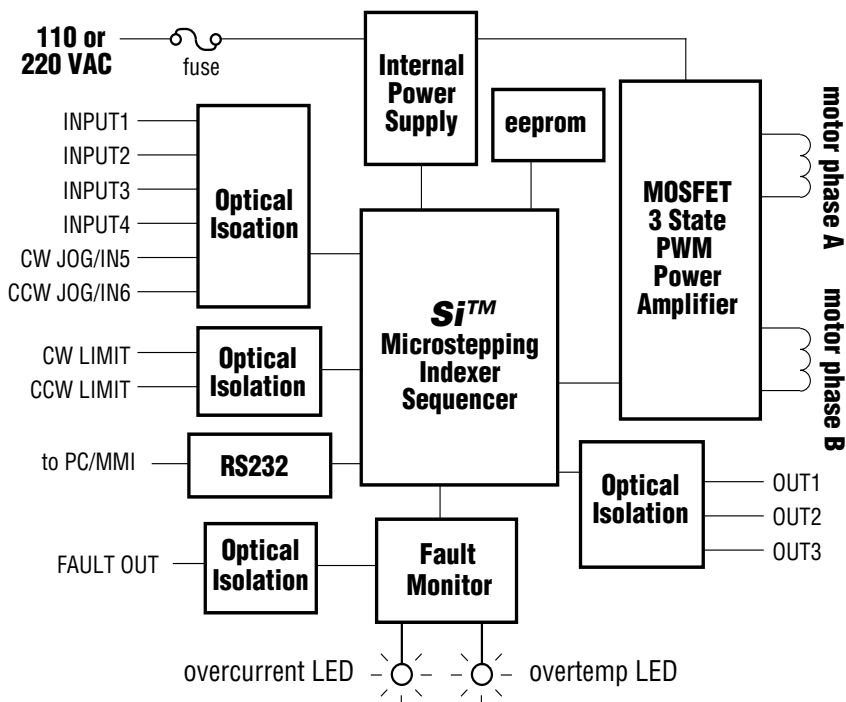 110 or
220 VAC
fuse
Internal
Power
Supply
eeprom
MOSFET
3 State
PWM
Power
Amplifier
motor phase A
motor phase B
INPUT1
INPUT2
INPUT3
INPUT4
CW JOG/IN5
CCW JOG/IN6
Optical
Isoation
Si™
Microstepping
Indexer
Sequencer
CW LIMIT
CCW LIMIT
Optical
Isolation
to PC/MMI
RS232
Optical
Isolation
OUT1
OUT2
OUT3
FAULT OUT
Optical
Isolation
Fault
Monitor
overcurrent LED
overtemp LED